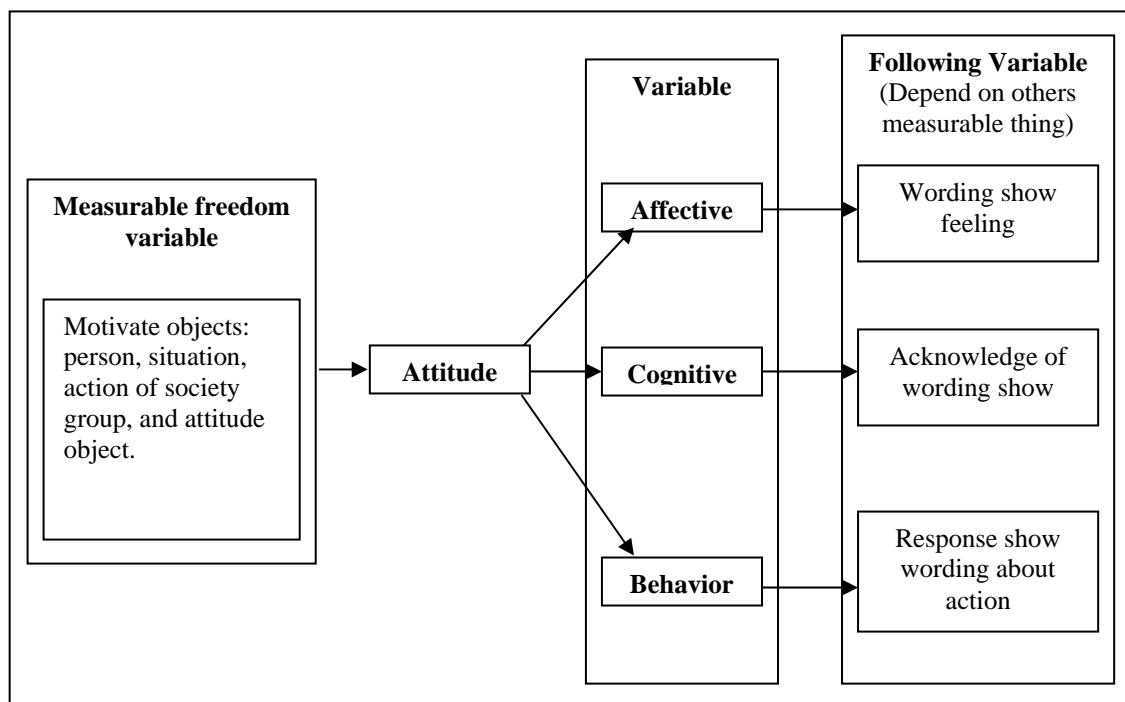 Measurable freedom
variable
Motivate objects:
person, situation,
action of society
group, and attitude
object.
Attitude
Variable
Affective
Cognitive
Behavior
Following Variable
(Depend on others
measurable thing)
Wording show
feeling
Acknowledge of
wording show
Response show
wording about
action